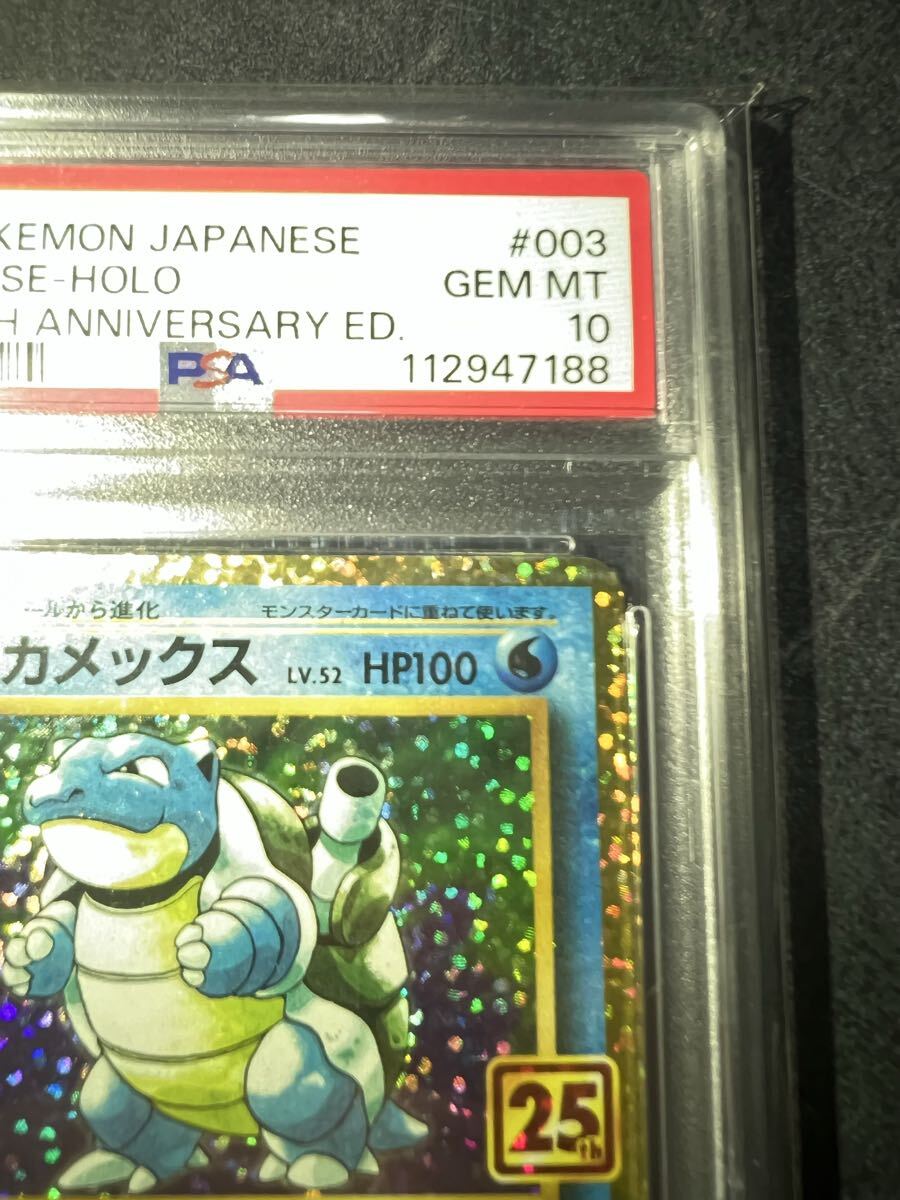 KEMON JAPANESE #003
SE-HOLO GEM MT
H ANNIVERSARY ED. 10
PSA 112947188
ールから進化 モンスターカードに重ねて使います。
カメックス LV.52 HP100
25th